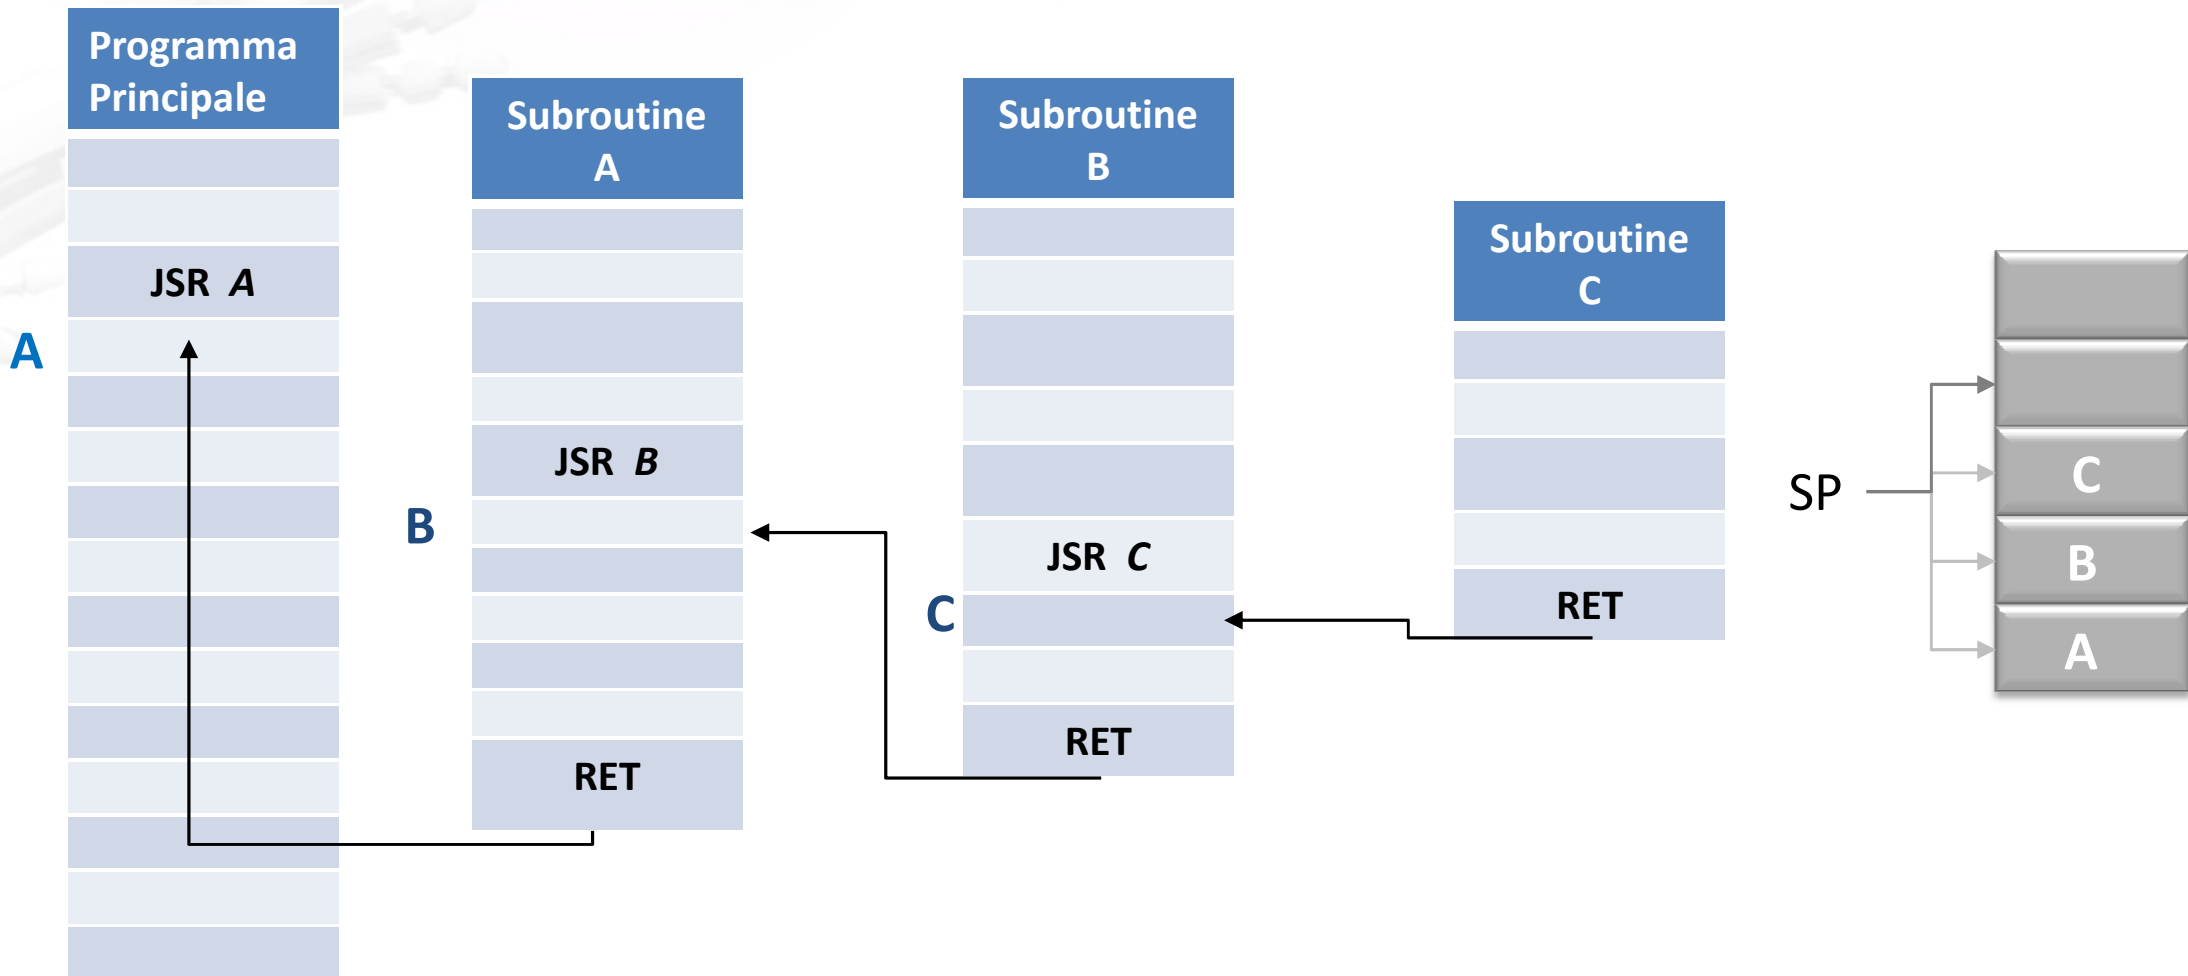 Programma
Principale
JSR A
A
Subroutine
A
JSR B
B
RET
Subroutine
B
JSR C
C
RET
Subroutine
C
RET
SP
C
B
A